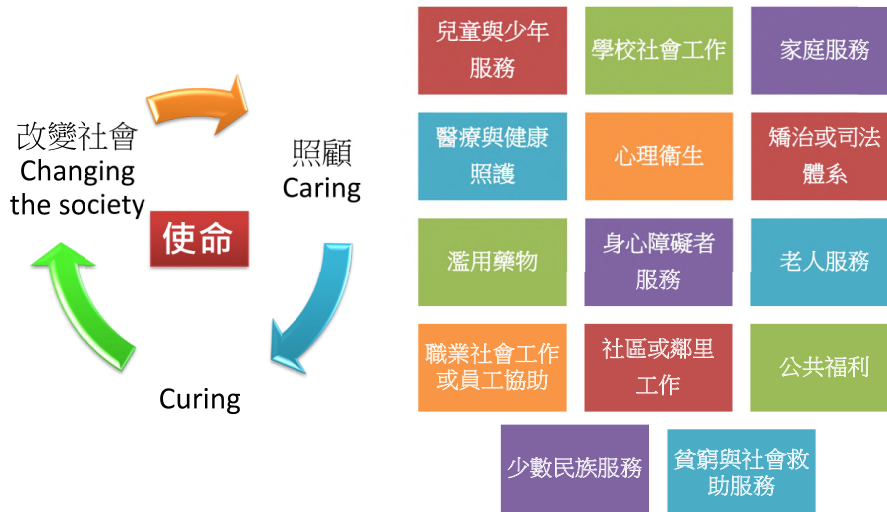 改變社會
Changing
the society
照顧
Caring
使命
Curing
兒童與少年
服務
學校社會工作
家庭服務
醫療與健康
照護
心理衛生
矯治或司法
體系
濫用藥物
身心障礙者
服務
老人服務
職業社會工作
或員工協助
社區或鄰里
工作
公共福利
少數民族服務
貧窮與社會救
助服務